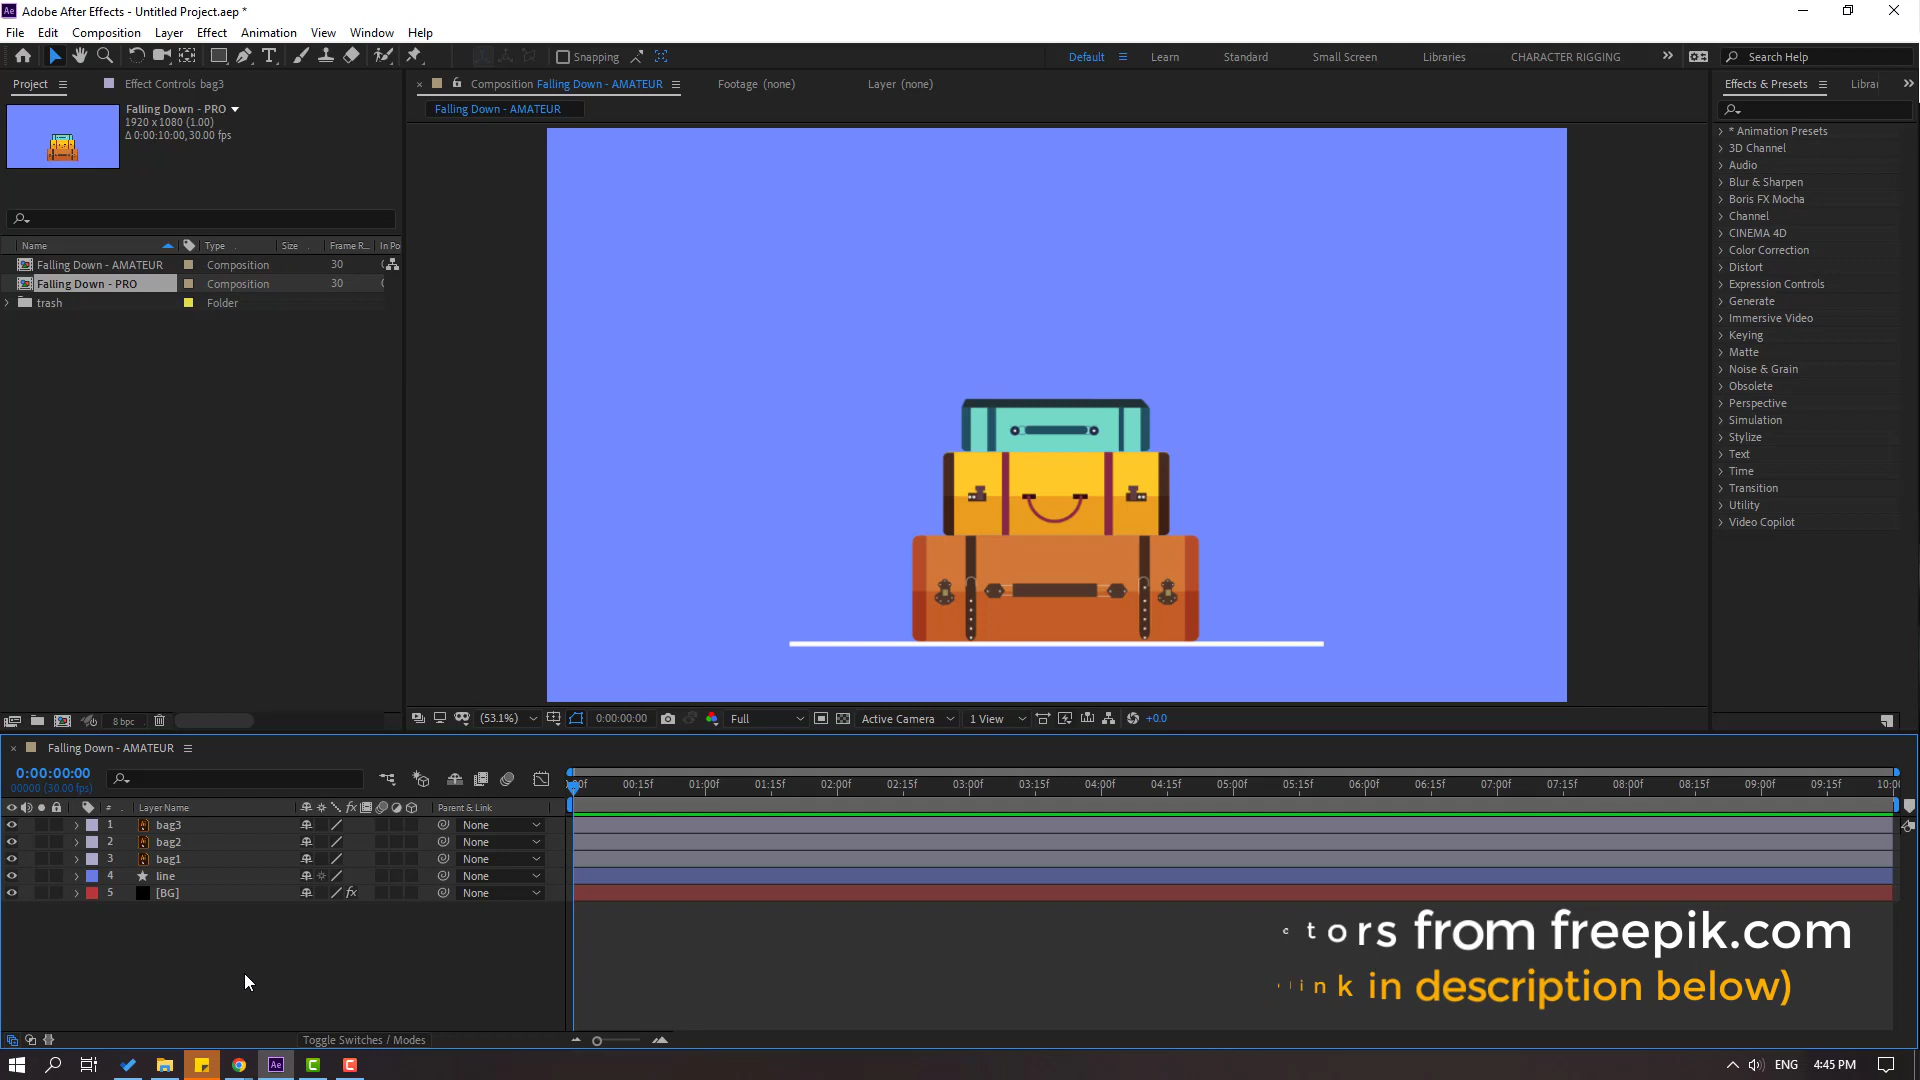 Adobe After Effects - Untitled Project.aep *
File Edit Composition Layer Effect Animation View Window Help
Snapping Default Learn Standard Small Screen Libraries CHARACTER RIGGING Search Help
Project Effect Controls bag3 Composition Falling Down - AMATEUR Footage (none) Layer (none) Effects & Presets
Falling Down - AMATEUR
Falling Down - PRO
1920 x 1080 (1.00)
Δ 0:00:10:00, 30.00 fps
Name Type Size Frame R... In Po
Falling Down - AMATEUR Composition 30
Falling Down - PRO Composition 30
trash Folder
* Animation Presets
3D Channel
Audio
Blur & Sharpen
Boris FX Mocha
Channel
CINEMA 4D
Color Correction
Distort
Expression Controls
Generate
Immersive Video
Keying
Matte
Noise & Grain
Obsolete
Perspective
Simulation
Stylize
Text
Time
Transition
Utility
Video Copilot
8 bpc (53.1%) 0:00:00:00 Full Active Camera 1 View +0.0
Falling Down - AMATEUR
0:00:00:00
00000 (30.00 fps)
00:15f 01:00f 01:15f 02:00f 02:15f 03:00f 03:15f 04:00f 04:15f 05:00f 05:15f 06:00f 06:15f 07:00f 07:15f 08:00f 08:15f 09:00f 09:15f 10:00
# Layer Name Parent & Link
1 bag3 None
2 bag2 None
3 bag1 None
4 line None
5 [BG] None
tors from freepik.com
ink in description below)
Toggle Switches / Modes
ENG 4:45 PM